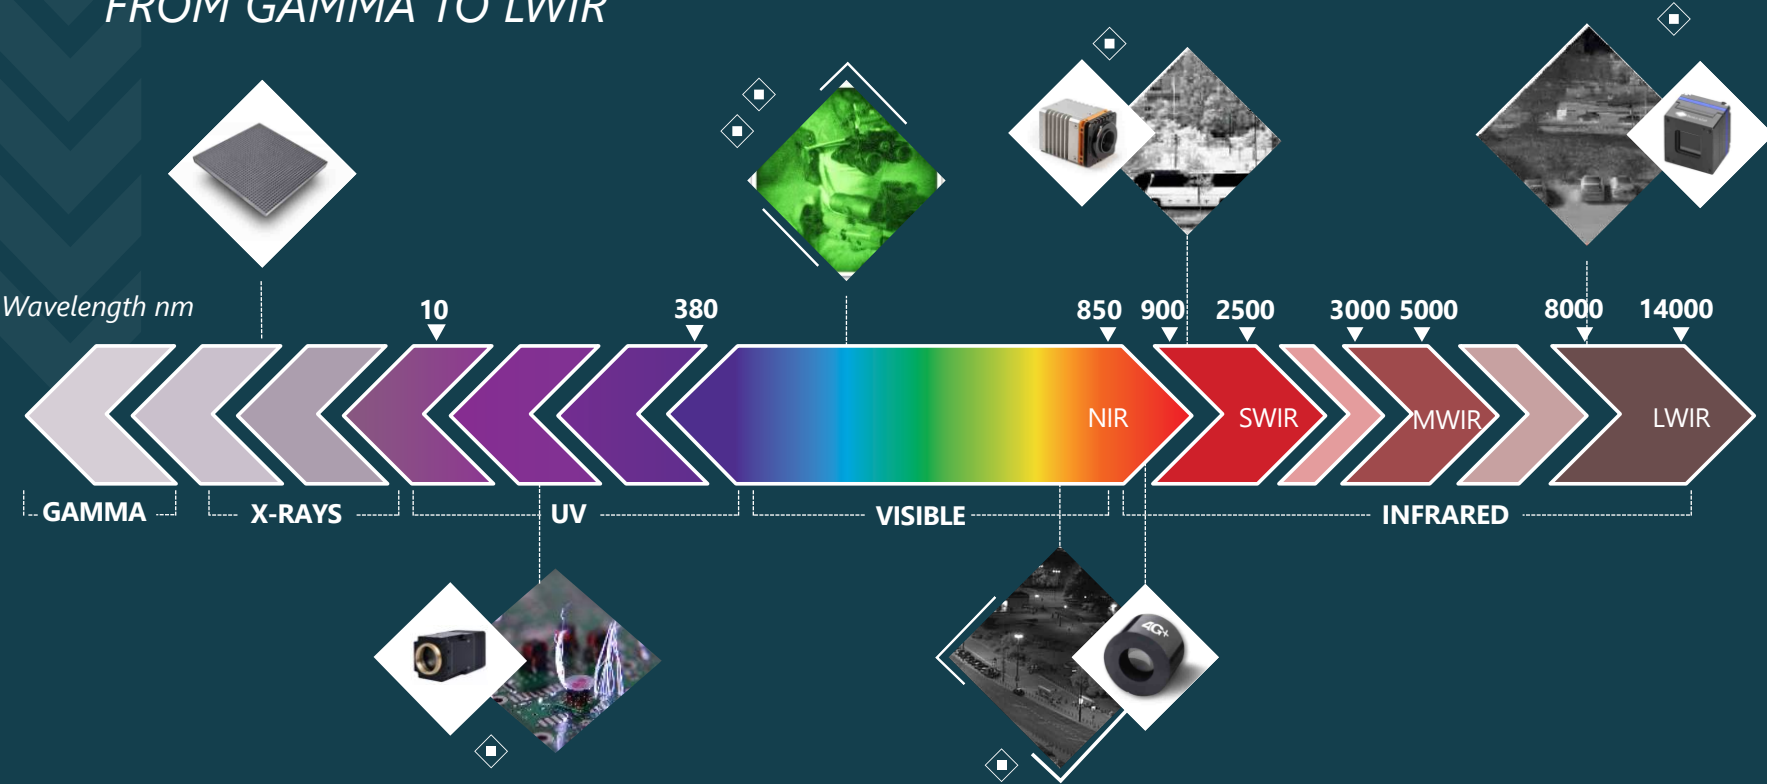 FROM GAMMA TO LWIR
Wavelength nm
10
380
850
900
2500
3000
5000
8000
14000
NIR
SWIR
MWIR
LWIR
GAMMA
X-RAYS
UV
VISIBLE
INFRARED
4G+